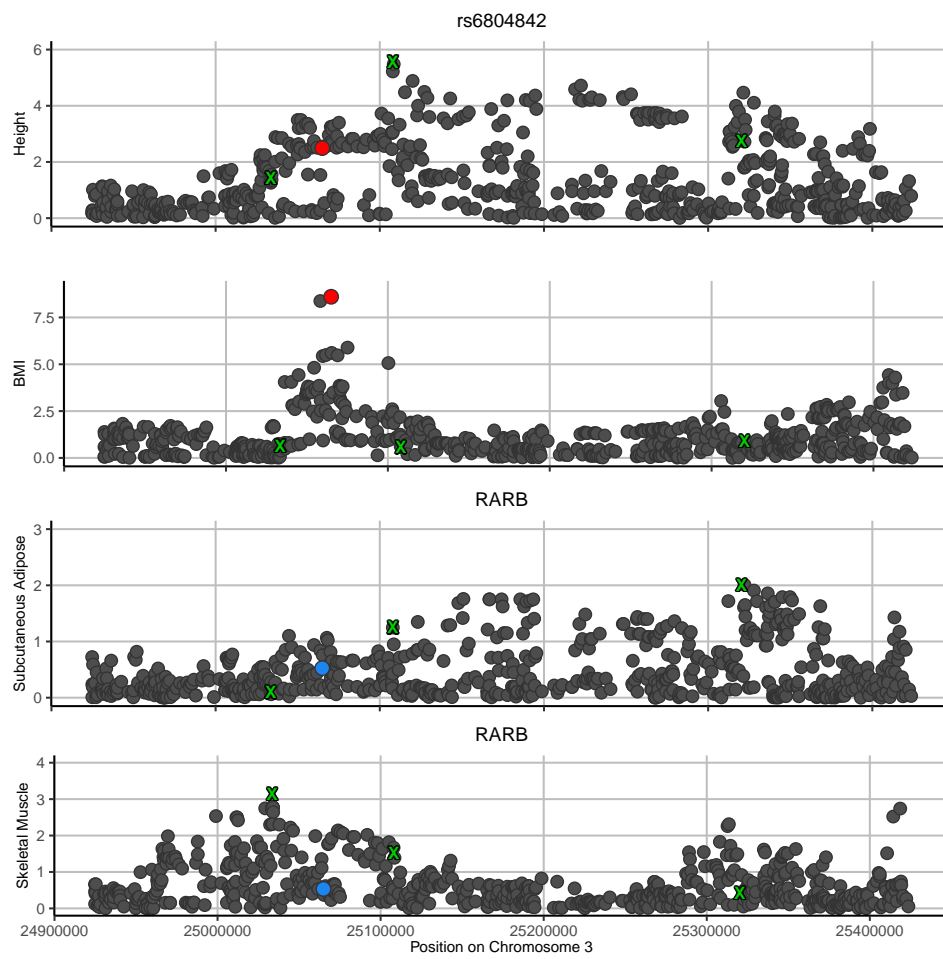 rs6804842
Height
6
4
2
0
BMI
7.5
5.0
2.5
0.0
RARB
Subcutaneous Adipose
3
2
1
0
RARB
Skeletal Muscle
4
3
2
1
0
24900000 25000000 25100000 25200000 25300000 25400000
Position on Chromosome 3